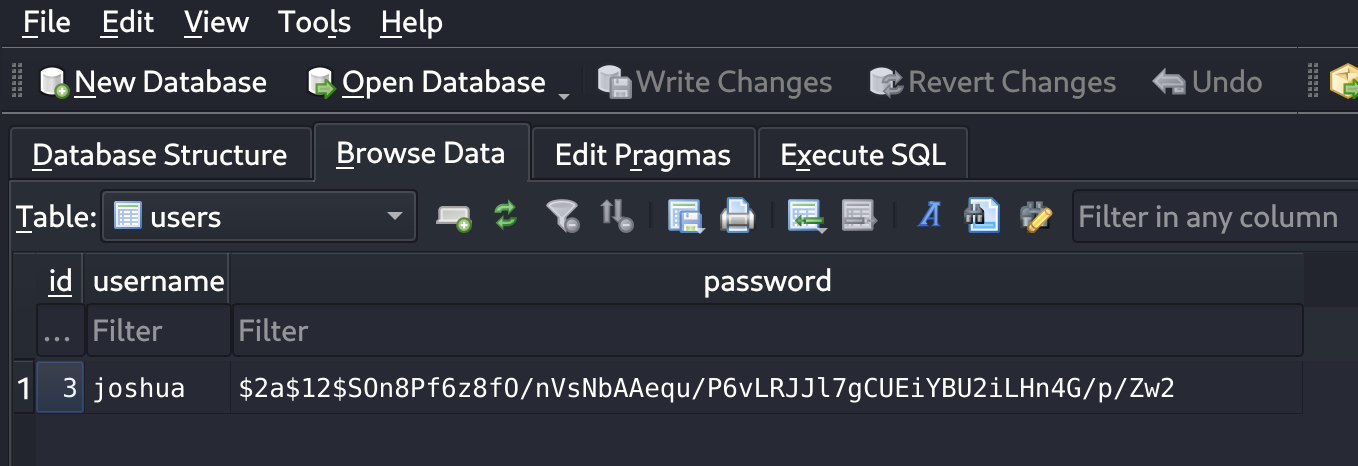 File Edit View Tools Help
New Database Open Database Write Changes Revert Changes Undo
Database Structure Browse Data Edit Pragmas Execute SQL
Table: users Filter in any column
id username password
... Filter Filter
1 3 joshua $2a$12$SOn8Pf6z8fO/nVsNbAAequ/P6vLRJJl7gCUEiYBU2iLHn4G/p/Zw2